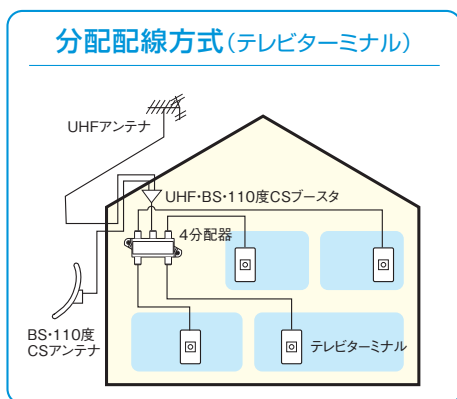 分配配線方式(テレビターミナル)
UHFアンテナ
UHF・BS・110度CSブースタ
4分配器
BS・110度
CSアンテナ
テレビターミナル